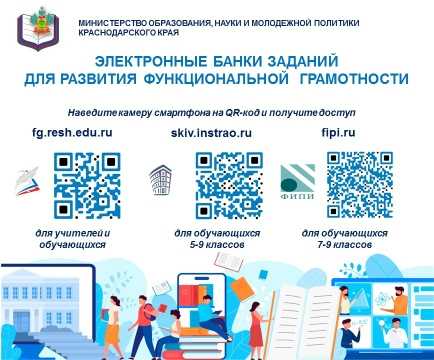 МИНИСТЕРСТВО ОБРАЗОВАНИЯ, НАУКИ И МОЛОДЕЖНОЙ ПОЛИТИКИ
КРАСНОДАРСКОГО КРАЯ
ЭЛЕКТРОННЫЕ БАНКИ ЗАДАНИЙ
ДЛЯ РАЗВИТИЯ ФУНКЦИОНАЛЬНОЙ ГРАМОТНОСТИ
Наведите камеру смартфона на QR-код и получите доступ
fg.resh.edu.ru skiv.instrao.ru fipi.ru
ФИПИ
для учителей и обучающихся
для обучающихся 5-9 классов
для обучающихся 7-9 классов